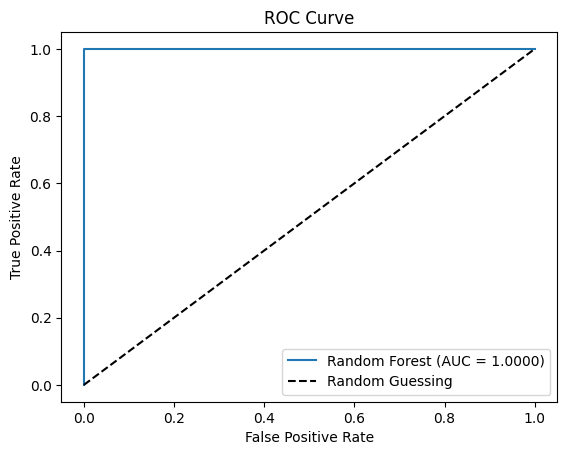 ROC Curve
True Positive Rate
1.0
0.8
0.6
0.4
0.2
0.0
0.0 0.2 0.4 0.6 0.8 1.0
False Positive Rate
Random Forest (AUC = 1.0000)
Random Guessing